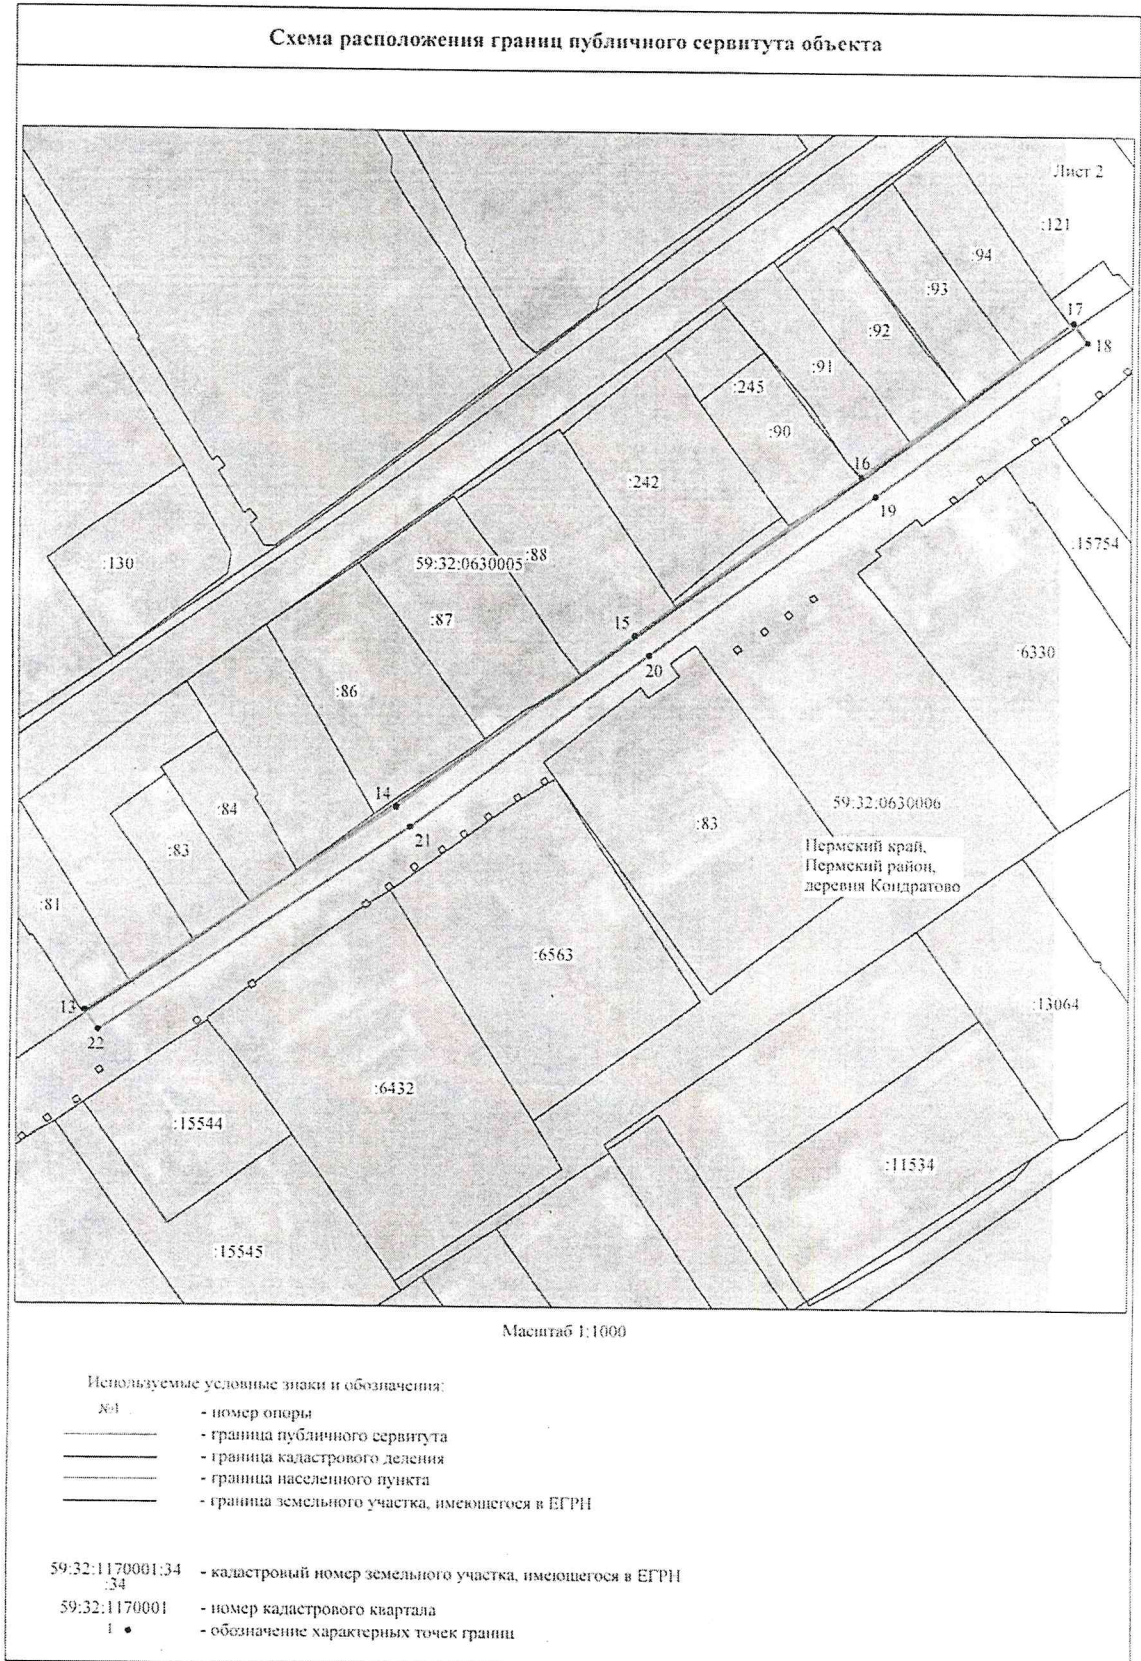 Схема расположения границ публичного сервитута объекта
Лист 2
:121
:94
:93
17
:92
18
:91
:245
:90
16
:242
19
:15754
:130
59:32:0630005
:88
:87
15
:6330
20
:86
14
:84
59:32:0630006
:83
21
:83
Пермский край,
Пермский район,
деревня Кондратово
:81
:6563
13
:13064
22
:6432
:15544
:11534
:15545
Масштаб 1:1000
Используемые условные знаки и обозначения:
№1 - номер опоры
- граница публичного сервитута
- граница кадастрового деления
- граница населенного пункта
- граница земельного участка, имеющегося в ЕГРН
59:32:1170001:34
:34
- кадастровый номер земельного участка, имеющегося в ЕГРН
59:32:1170001 - номер кадастрового квартала
1 • - обозначение характерных точек границ